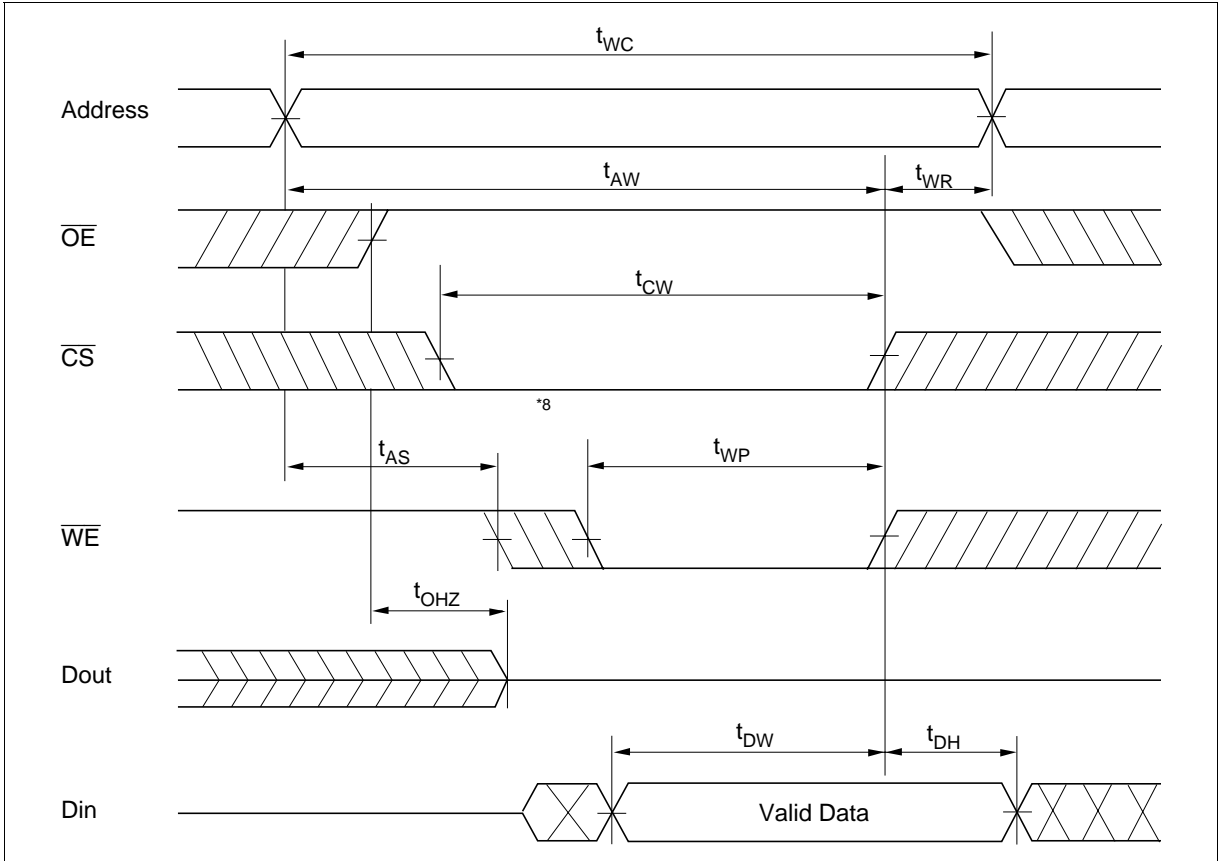 tWC
Address
tAW
tWR
OE
tCW
CS
*8
tAS
tWP
WE
tOHZ
Dout
tDW
tDH
Din
Valid Data